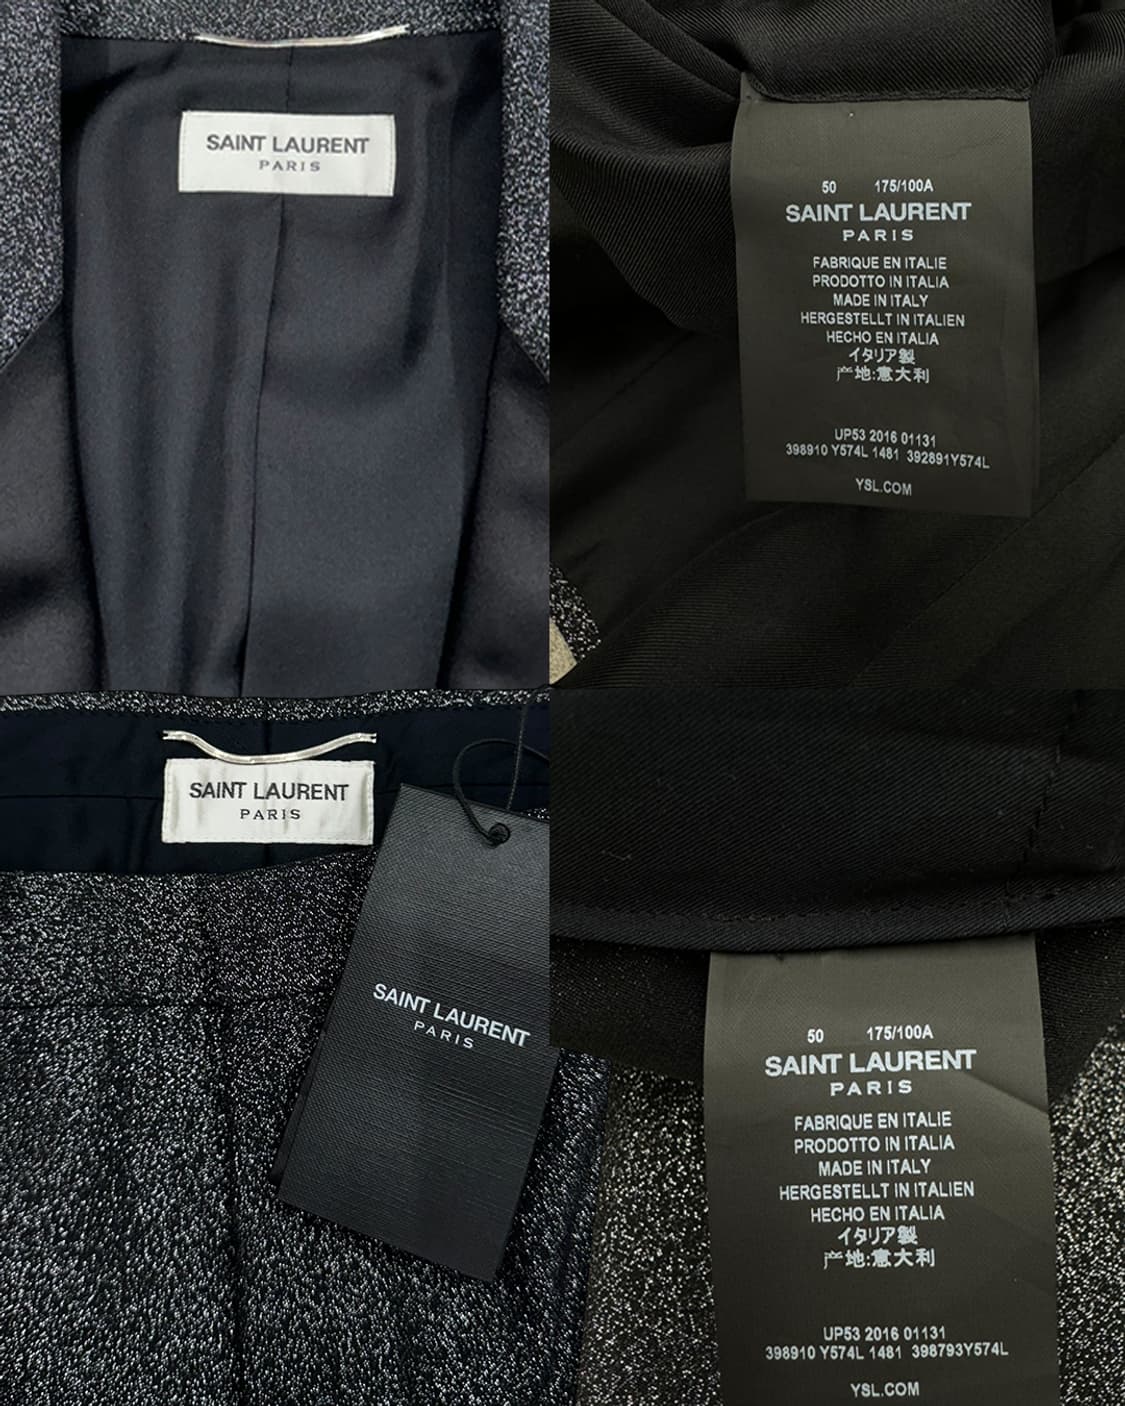 SAINT LAURENT
PARIS
50 175/100A
SAINT LAURENT
PARIS
FABRIQUE EN ITALIE
PRODOTTO IN ITALIA
MADE IN ITALY
HERGESTELLT IN ITALIEN
HECHO EN ITALIA
イタリア製
产地:意大利
UP53 2016 01131
398910 Y574L 1481 392891Y574L
YSL.COM
SAINT LAURENT
PARIS
SAINT LAURENT
PARIS
50 175/100A
SAINT LAURENT
PARIS
FABRIQUE EN ITALIE
PRODOTTO IN ITALIA
MADE IN ITALY
HERGESTELLT IN ITALIEN
HECHO EN ITALIA
イタリア製
产地:意大利
UP53 2016 01131
398910 Y574L 1481 398793Y574L
YSL.COM